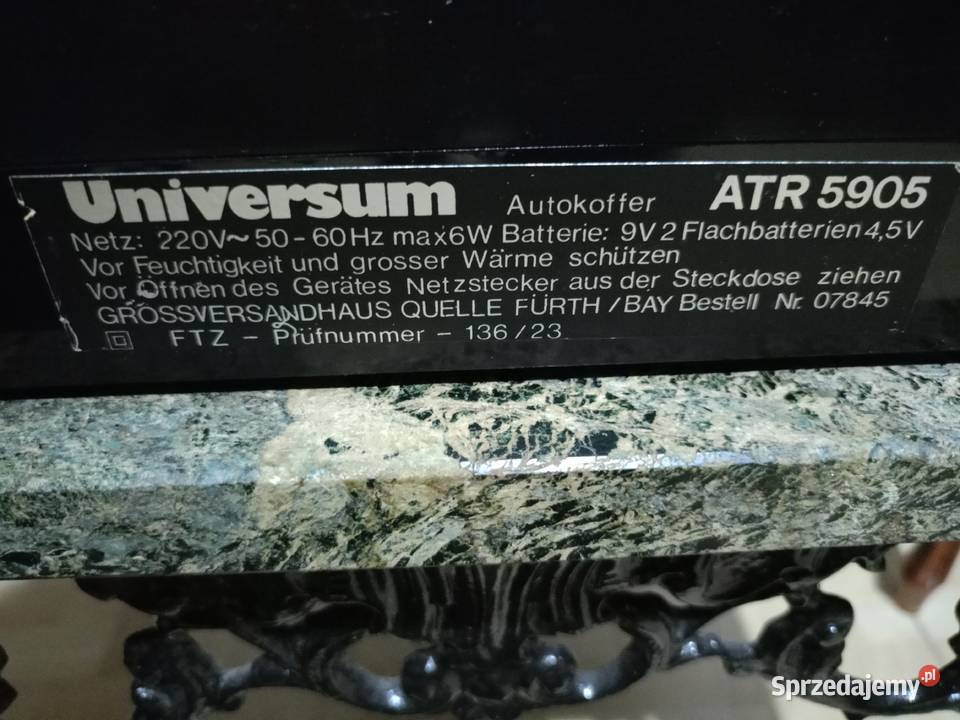 Universum Autokoffer ATR 5905
Netz: 220V~50-60Hz max6W Batterie: 9V 2 Flachbatterien 4,5V
Vor Feuchtigkeit und grosser Wärme schützen
Vor Öffnen des Gerätes Netzstecker aus der Steckdose ziehen
GROSSVERSANDHAUS QUELLE FÜRTH/BAY Bestell Nr. 07845
FTZ - Prüfnummer - 136/23
Sprzedajemy.pl